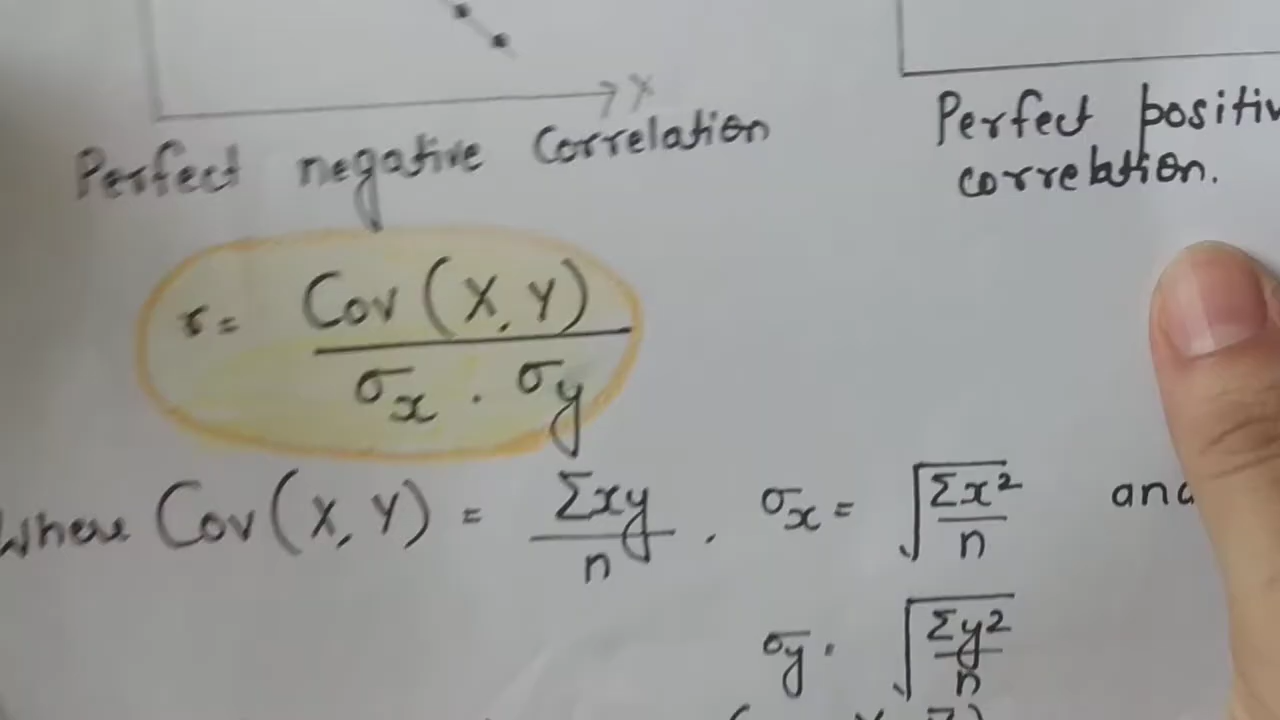 X
Perfect negative Correlation
Perfect positiv
correlation.
r = Cov (X, Y) / σx . σy
Where Cov (X, Y) = Σxy / n , σx = √(Σx² / n) and
σy = √(Σy² / n)